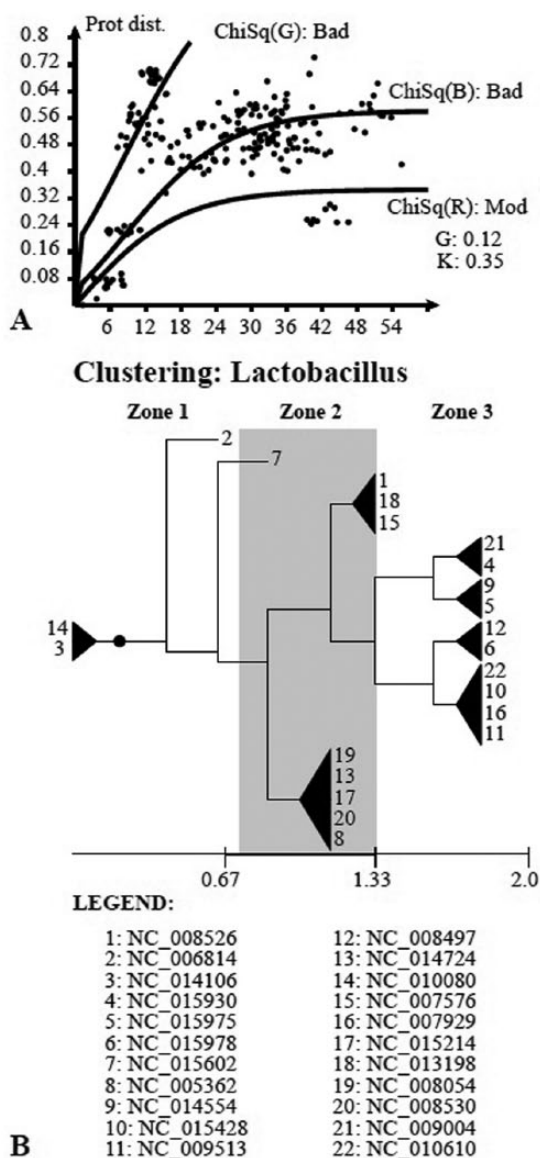 Prot dist.
ChiSq(G): Bad
0.8
0.72
0.64
0.56
0.48
0.4
0.32
0.24
0.16
0.08
ChiSq(B): Bad
ChiSq(R): Mod
G: 0.12
K: 0.35
A
6 12 18 24 30 36 42 48 54
Clustering: Lactobacillus
Zone 1 Zone 2 Zone 3
2
7
1
18
15
21
4
9
5
14
3
12
6
22
10
16
11
19
13
17
20
8
0.67 1.33 2.0
LEGEND:
1: NC_008526
2: NC_006814
3: NC_014106
4: NC_015930
5: NC_015975
6: NC_015978
7: NC_015602
8: NC_005362
9: NC_014554
10: NC_015428
11: NC_009513
12: NC_008497
13: NC_014724
14: NC_010080
15: NC_007576
16: NC_007929
17: NC_015214
18: NC_013198
19: NC_008054
20: NC_008530
21: NC_009004
22: NC_010610
B